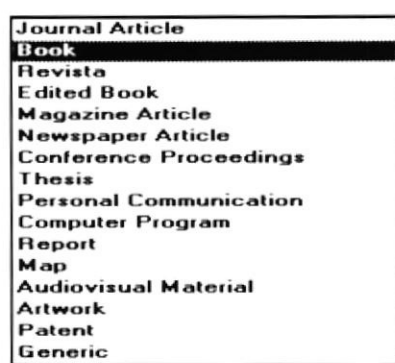 Journal Article
Book
Revista
Edited Book
Magazine Article
Newspaper Article
Conference Proceedings
Thesis
Personal Communication
Computer Program
Report
Map
Audiovisual Material
Artwork
Patent
Generic